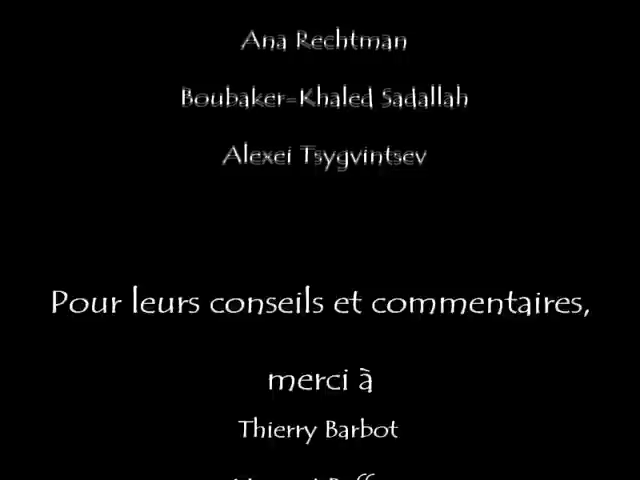 Ana Rechtman
Boubaker-Khaled Sadallah
Alexei Tsygvintsev
Pour leurs conseils et commentaires,
merci à
Thierry Barbot